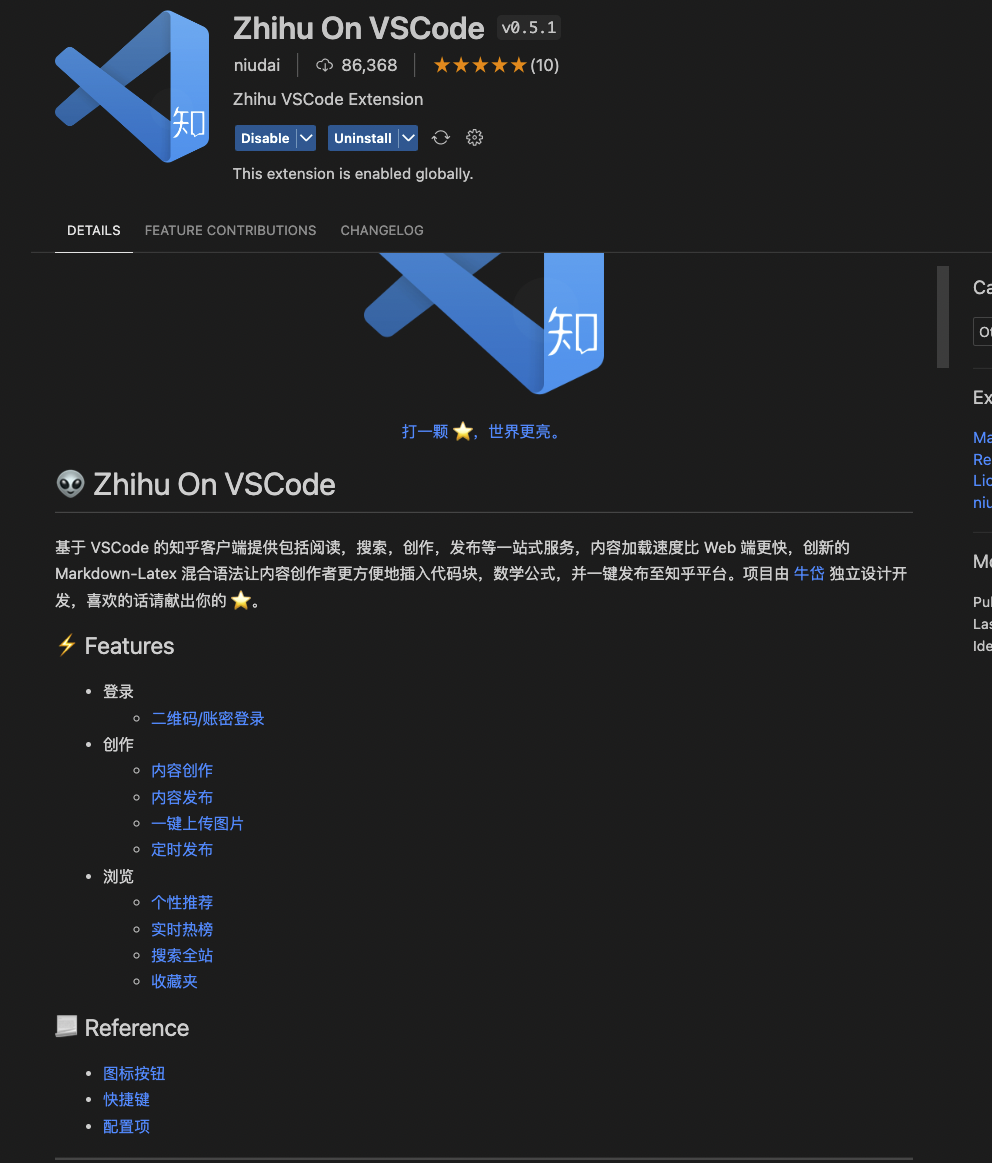 Zhihu On VSCode v0.5.1
niudai 86,368 (10)
Zhihu VSCode Extension
知
Disable Uninstall
This extension is enabled globally.
DETAILS FEATURE CONTRIBUTIONS CHANGELOG
知
打一颗 ⭐，世界更亮。
👽 Zhihu On VSCode
基于 VSCode 的知乎客户端提供包括阅读，搜索，创作，发布等一站式服务，内容加载速度比 Web 端更快，创新的
Markdown-Latex 混合语法让内容创作者更方便地插入代码块，数学公式，并一键发布至知乎平台。项目由 牛岱 独立设计开
发，喜欢的话请献出你的 ⭐。
⚡ Features
• 登录
◦ 二维码/账密登录
• 创作
◦ 内容创作
◦ 内容发布
◦ 一键上传图片
◦ 定时发布
• 浏览
◦ 个性推荐
◦ 实时热榜
◦ 搜索全站
◦ 收藏夹
Reference
• 图标按钮
• 快捷键
• 配置项
Ca
Ex
Ma
Re
Lic
niu
Mo
Pul
Las
Ide